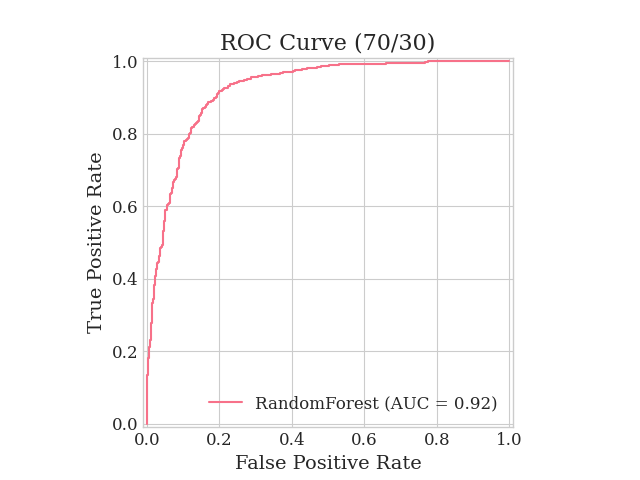 ROC Curve (70/30)
1.0
0.8
0.6
0.4
0.2
0.0
True Positive Rate
RandomForest (AUC = 0.92)
0.0 0.2 0.4 0.6 0.8 1.0
False Positive Rate